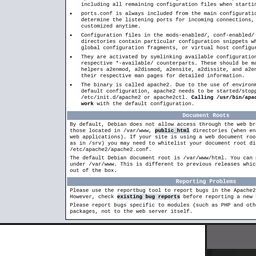 including all remaining configuration files when starti
ports.conf is always included from the main configuratio
determine the listening ports for incoming connections,
customized anytime.
Configuration files in the mods-enabled/, conf-enabled/
directories contain particular configuration snippets wh
global configuration fragments, or virtual host configur
They are activated by symlinking available configuration
respective *-available/ counterparts. These should be ma
helpers a2enmod, a2dismod, a2ensite, a2dissite, and a2en
their respective man pages for detailed information.
The binary is called apache2. Due to the use of environm
default configuration, apache2 needs to be started/stopp
/etc/init.d/apache2 or apache2ctl. Calling /usr/bin/apac
work with the default configuration.
Document Roots
By default, Debian does not allow access through the web br
those located in /var/www, public_html directories (when en
web applications). If your site is using a web document roo
as in /srv) you may need to whitelist your document root di
/etc/apache2/apache2.conf.
The default Debian document root is /var/www/html. You can
under /var/www. This is different to previous releases whic
out of the box.
Reporting Problems
Please use the reportbug tool to report bugs in the Apache2
However, check existing bug reports before reporting a new
Please report bugs specific to modules (such as PHP and othe
packages, not to the web server itself.